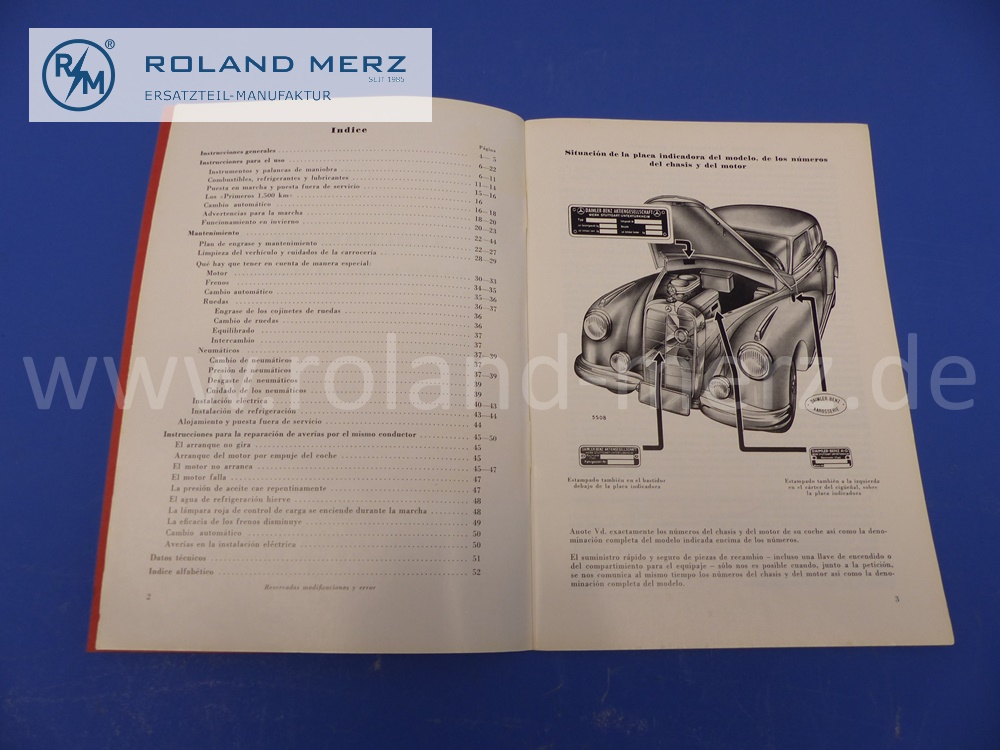 R/M®
ROLAND MERZ
SEIT 1985
ERSATZTEIL-MANUFAKTUR
Indice
Página
Instrucciones generales 4—5
Instrucciones para el uso 6—22
Instrumentos y palancas de maniobra 6—11
Combustibles, refrigerantes y lubricantes 11—14
Puesta en marcha y puesta fuera de servicio 15—16
Los «Primeros 1.500 km» 16
Cambio automático 16
Advertencias para la marcha 16—18
Funcionamiento en invierno 18—20
Mantenimiento
Plan de engrase y mantenimiento 22—27
Limpieza del vehículo y cuidados de la carrocería 28—29
Qué hay que tener en cuenta de manera especial:
Motor 30—33
Frenos 34—35
Cambio automático 35—36
Ruedas 36—37
Engrase de los cojinetes de ruedas 36
Cambio de ruedas 36
Equilibrado 37
Intercambio 37
Neumáticos 37—39
Cambio de neumáticos 37
Presión de neumáticos 37—39
Desgaste de neumáticos 39
Cuidado de los neumáticos 39
Instalación eléctrica 40—43
Instalación de refrigeración 43—44
Alojamiento y puesta fuera de servicio 44
Instrucciones para la reparación de averías por el mismo conductor 45—50
El arranque no gira 45
Arranque del motor por empuje del coche 45
El motor no arranca 45—47
El motor falla 47
La presión de aceite cae repentinamente 47
El agua de refrigeración hierve 48
La lámpara roja de control de carga se enciende durante la marcha 48
La eficacia de los frenos disminuye 49
Cambio automático 50
Averías en la instalación eléctrica 50
Datos técnicos 51
Indice alfabético 52
Reservados modificaciones y error
2
Situación de la placa indicadora del modelo, de los números
del chasis y del motor
DAIMLER-BENZ AKTIENGESELLSCHAFT
WERK STUTTGART-UNTERTÜRKHEIM
DAIMLER-BENZ
KAROSSERIE
5508
DAIMLER-BENZ AKTIENGESELLSCHAFT
DAIMLER-BENZ A.G.
Estampado también en el bastidor
debajo de la placa indicadora
Estampado también a la izquierda
en el cárter del cigüeñal, sobre
la placa indicadora
Anote Vd. exactamente los números del chasis y del motor de su coche así como la deno-
minación completa del modelo indicada encima de los números.
El suministro rápido y seguro de piezas de recambio – incluso una llave de encendido o
del compartimiento para el equipaje – sólo nos es posible cuando, junto a la petición,
se nos comunica al mismo tiempo los números del chasis y del motor así como la deno-
minación completa del modelo.
3
www.roland-merz.de